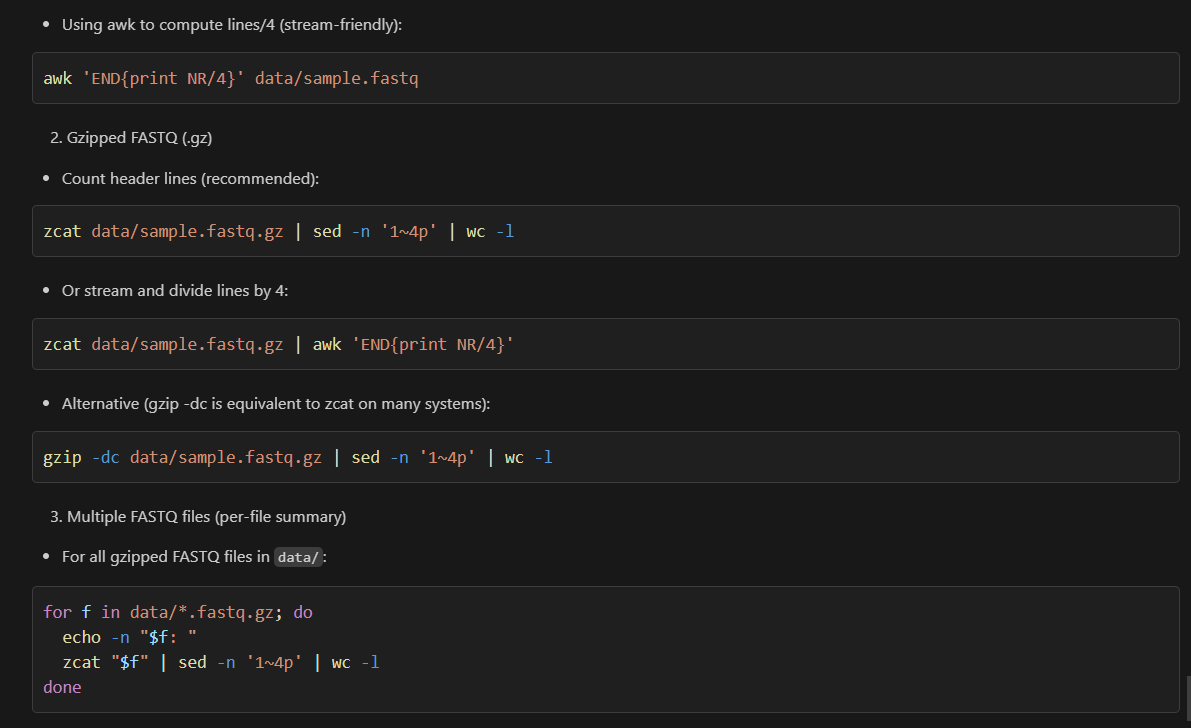 • Using awk to compute lines/4 (stream-friendly):
awk 'END{print NR/4}' data/sample.fastq
2. Gzipped FASTQ (.gz)
• Count header lines (recommended):
zcat data/sample.fastq.gz | sed -n '1~4p' | wc -l
• Or stream and divide lines by 4:
zcat data/sample.fastq.gz | awk 'END{print NR/4}'
• Alternative (gzip -dc is equivalent to zcat on many systems):
gzip -dc data/sample.fastq.gz | sed -n '1~4p' | wc -l
3. Multiple FASTQ files (per-file summary)
• For all gzipped FASTQ files in data/:
for f in data/*.fastq.gz; do
  echo -n "$f: "
  zcat "$f" | sed -n '1~4p' | wc -l
done